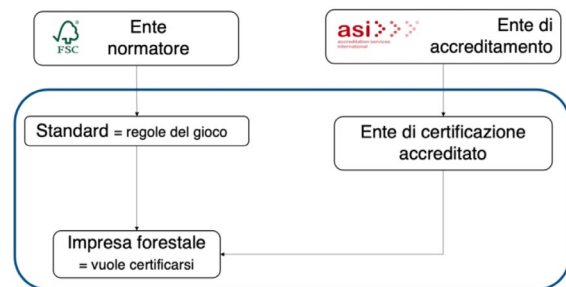 FSC
Ente
normatore
asi
accreditation services
international
Ente di
accreditamento
Standard = regole del gioco
Ente di certificazione
accreditato
Impresa forestale
= vuole certificarsi